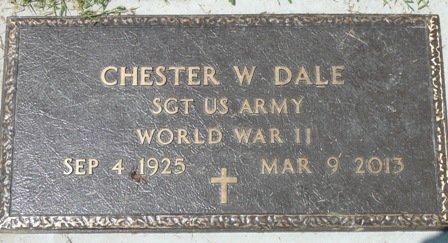 CHESTER W DALE
SGT US ARMY
WORLD WAR II
SEP 4 1925 MAR 9 2013